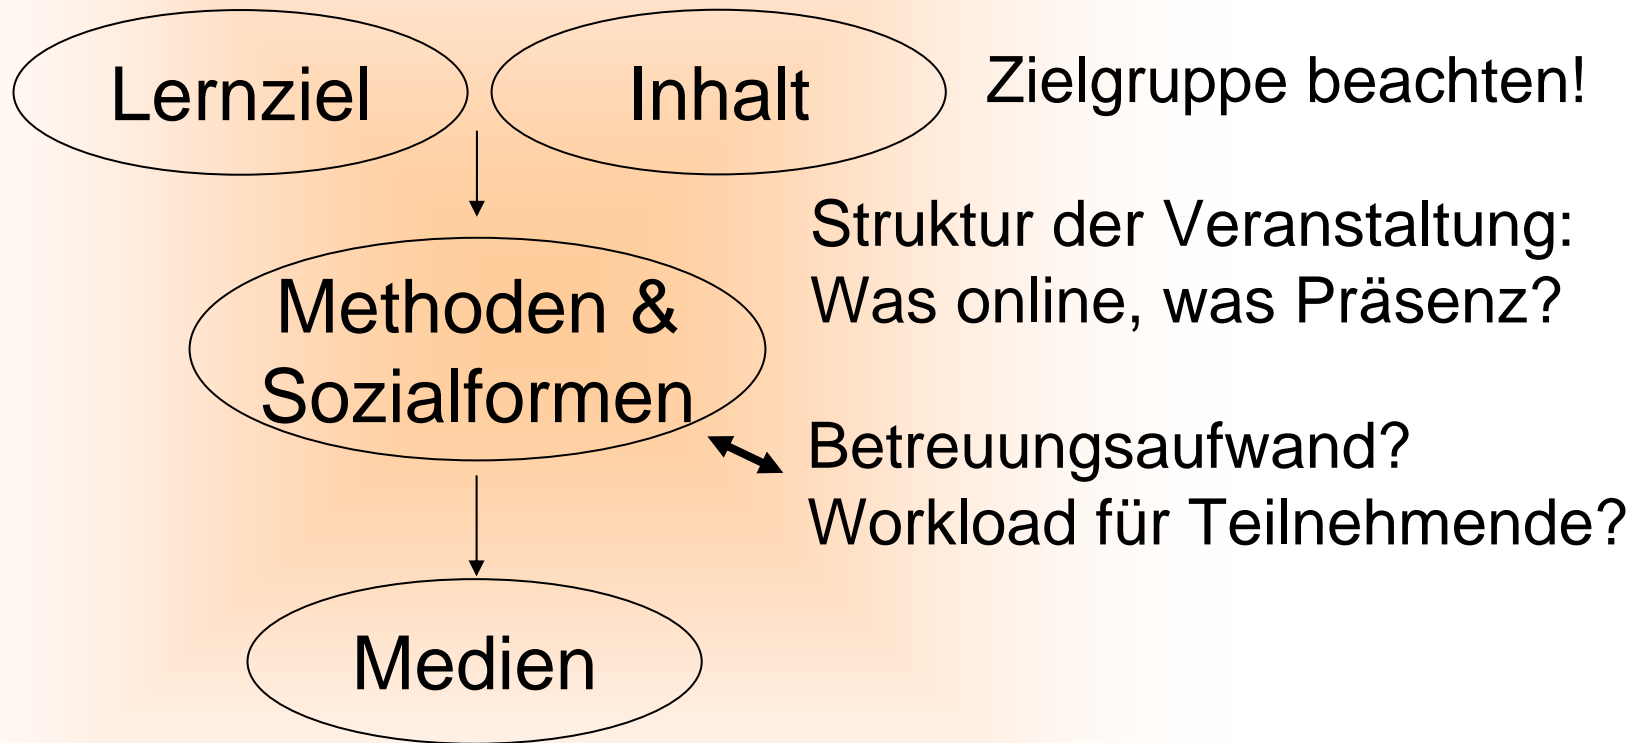 Lernziel
Inhalt
Zielgruppe beachten!
Struktur der Veranstaltung:
Was online, was Präsenz?
Methoden &
Sozialformen
Betreuungsaufwand?
Workload für Teilnehmende?
Medien